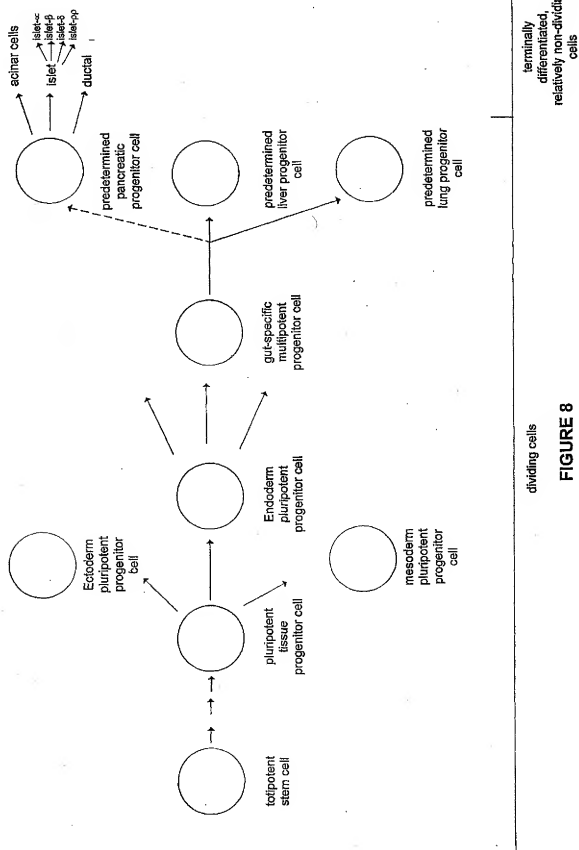 totipotent
stem cell
pluripotent
tissue
progenitor cell
Ectoderm
pluripotent
progenitor
cell
Endoderm
pluripotent
progenitor cell
mesoderm
pluripotent
progenitor
cell
gut-specific
multipotent
progenitor cell
predetermined
pancreatic
progenitor cell
predetermined
liver progenitor
cell
predetermined
lung progenitor
cell
acinar cells
islet
islet-α
islet-β
islet-δ
islet-pp
ductal
dividing cells
terminally
differentiated,
relatively non-dividin
cells
FIGURE 8